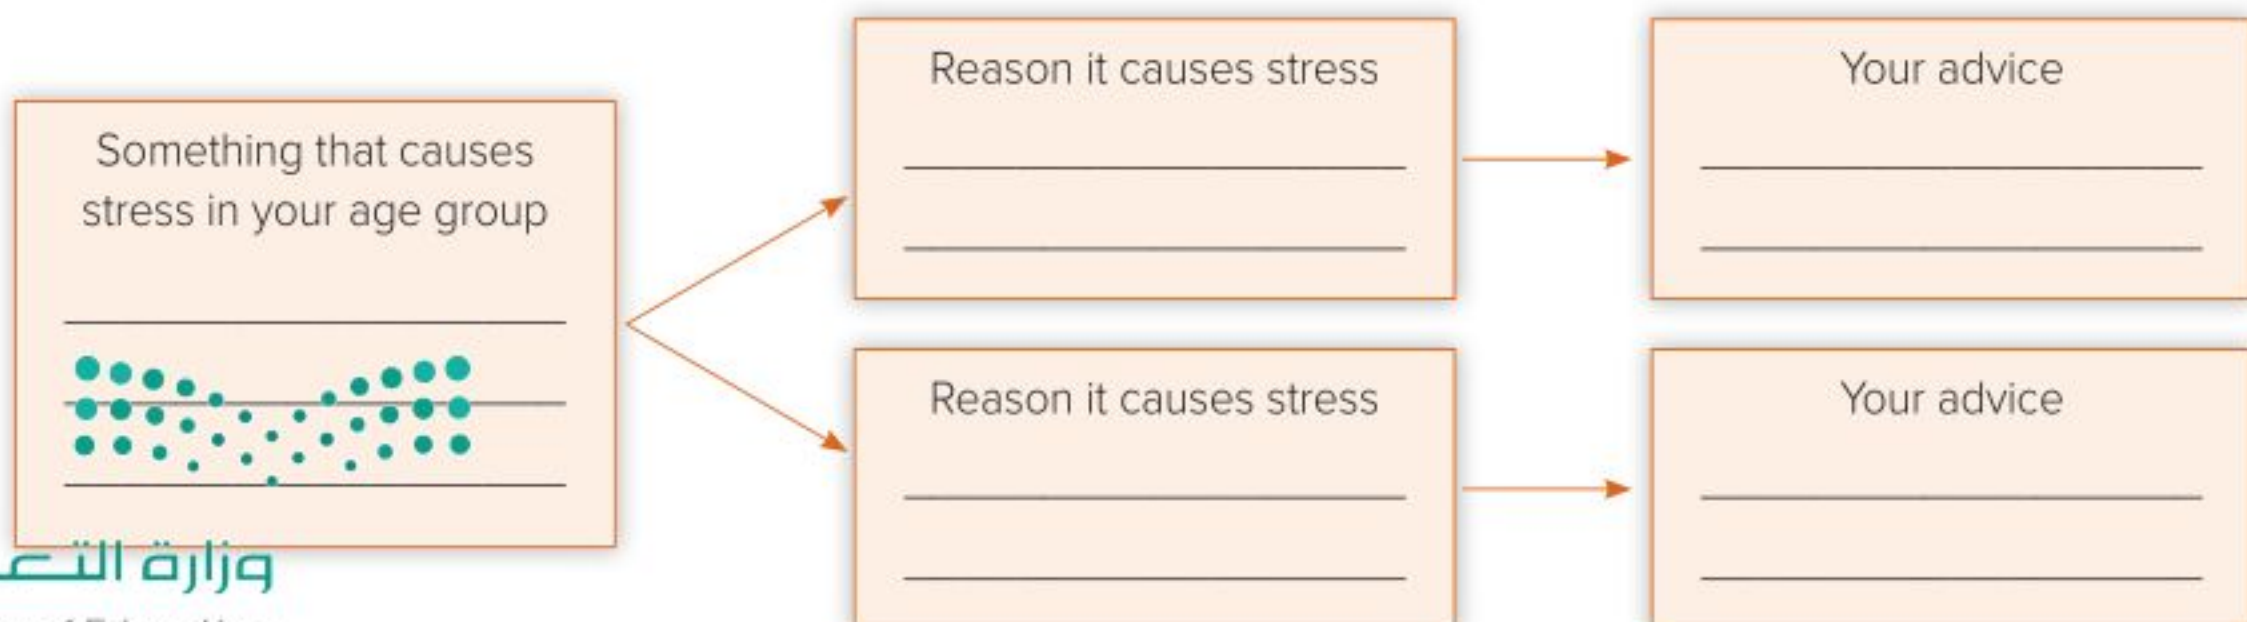 Something that causes
stress in your age group
Reason it causes stress
Your advice
Reason it causes stress
Your advice
وزارة